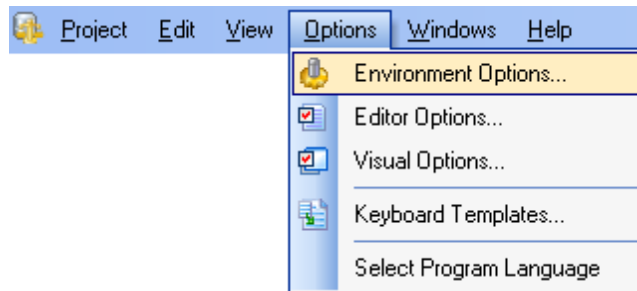 Project Edit View Options Windows Help
Environment Options...
Editor Options...
Visual Options...
Keyboard Templates...
Select Program Language